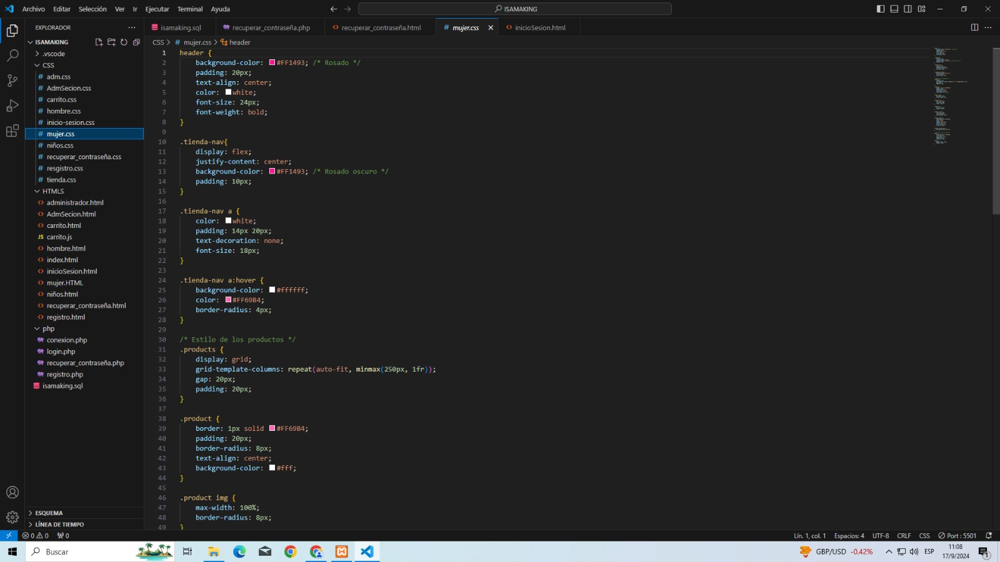 Archivo Editar Selección Ver Ir Ejecutar Terminal Ayuda
ISAMAKING
EXPLORADOR
isamaking.sql
recuperar_contraseña.php
recuperar_contraseña.html
mujer.css
inicioSesion.html
CSS > # mujer.css > header
ISAMAKING
.vscode
CSS
adm.css
AdmSecion.css
carrito.css
hombre.css
inicio-sesion.css
mujer.css
niños.css
recuperar_contraseña.css
resgistro.css
tienda.css
HTMLS
administrador.html
AdmSecion.html
carrito.html
JS carrito.js
hombre.html
index.html
inicioSesion.html
mujer.HTML
niños.html
recuperar_contraseña.html
registro.html
php
conexion.php
login.php
recuperar_contraseña.php
registro.php
isamaking.sql
ESQUEMA
LÍNEA DE TIEMPO
1 header {
2 background-color: #FF1493; /* Rosado */
3 padding: 20px;
4 text-align: center;
5 color: white;
6 font-size: 24px;
7 font-weight: bold;
8 }
9
10 .tienda-nav{
11 display: flex;
12 justify-content: center;
13 background-color: #FF1493; /* Rosado oscuro */
14 padding: 10px;
15 }
16
17 .tienda-nav a {
18 color: white;
19 padding: 14px 20px;
20 text-decoration: none;
21 font-size: 18px;
22 }
23
24 .tienda-nav a:hover {
25 background-color: #ffffff;
26 color: #FF69B4;
27 border-radius: 4px;
28 }
29
30 /* Estilo de los productos */
31 .products {
32 display: grid;
33 grid-template-columns: repeat(auto-fit, minmax(250px, 1fr));
34 gap: 20px;
35 padding: 20px;
36 }
37
38 .product {
39 border: 1px solid #FF69B4;
40 padding: 20px;
41 border-radius: 8px;
42 text-align: center;
43 background-color: #fff;
44 }
45
46 .product img {
47 max-width: 100%;
48 border-radius: 8px;
49 }
0 0 0
Lín. 1, col. 1 Espacios: 4 UTF-8 CRLF CSS Port : 5501
Buscar
GBP/USD -0,42%
ESP
11:08
17/9/2024
1